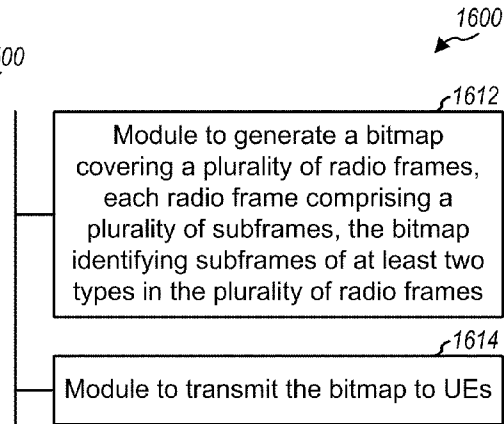 1600
00
1612
Module to generate a bitmap
covering a plurality of radio frames,
each radio frame comprising a
plurality of subframes, the bitmap
identifying subframes of at least two
types in the plurality of radio frames
1614
Module to transmit the bitmap to UEs